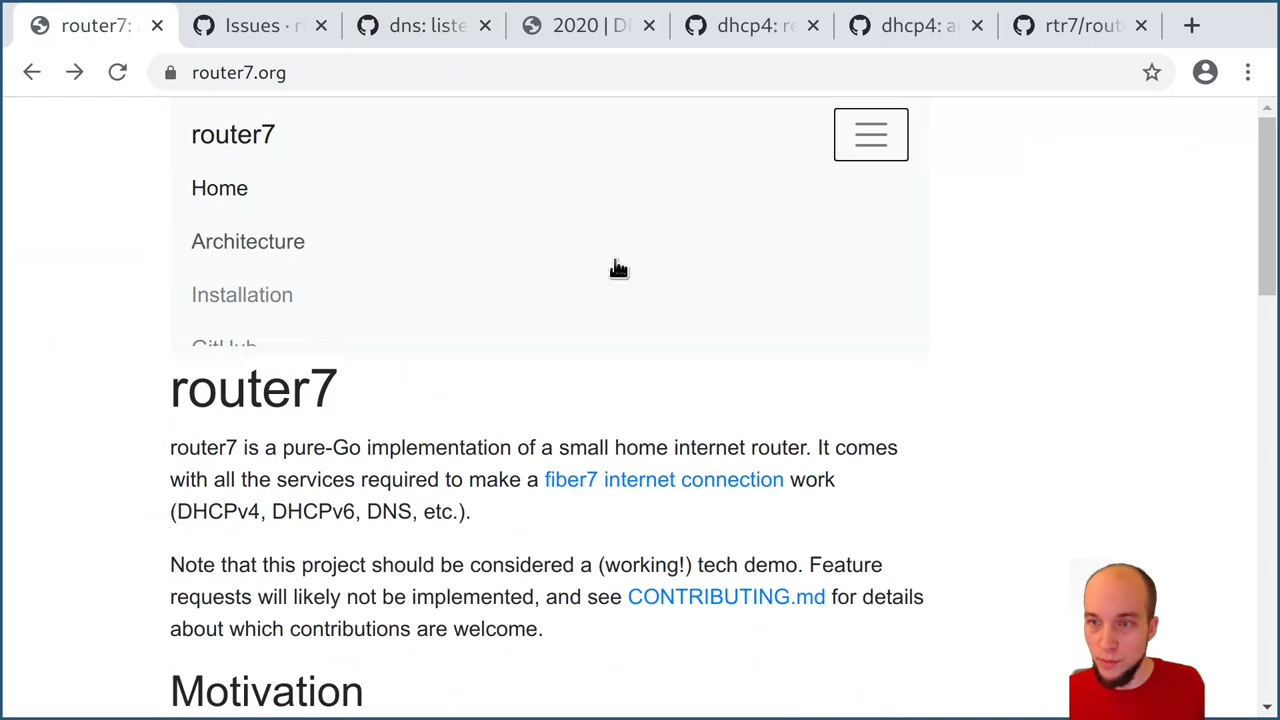 router7:
Issues · r
dns: liste
2020 | D
dhcp4: re
dhcp4: a
rtr7/rout
router7.org
router7
Home
Architecture
Installation
GitHub
router7
router7 is a pure-Go implementation of a small home internet router. It comes
with all the services required to make a fiber7 internet connection work
(DHCPv4, DHCPv6, DNS, etc.).
Note that this project should be considered a (working!) tech demo. Feature
requests will likely not be implemented, and see CONTRIBUTING.md for details
about which contributions are welcome.
Motivation